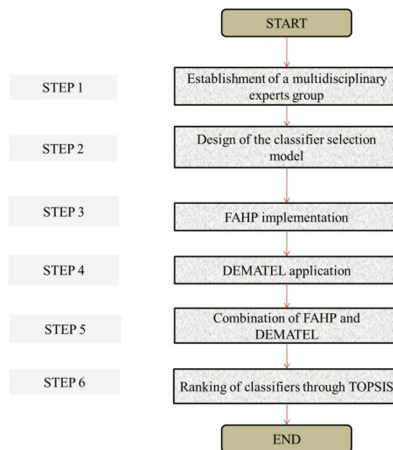 START
STEP 1
Establishment of a multidisciplinary
experts group
STEP 2
Design of the classifier selection
model
STEP 3
FAHP implementation
STEP 4
DEMATEL application
STEP 5
Combination of FAHP and
DEMATEL
STEP 6
Ranking of classifiers through TOPSIS
END